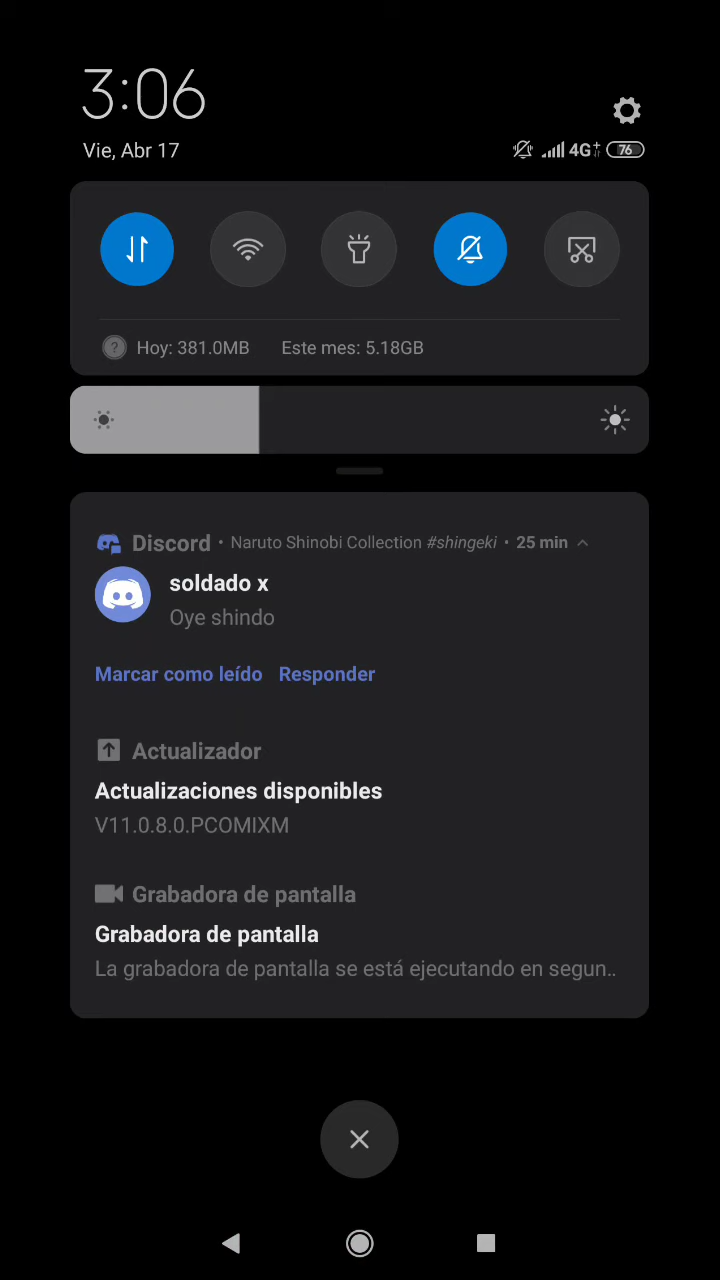 3:06
Vie, Abr 17
4G+ 76
Hoy: 381.0MB Este mes: 5.18GB
Discord • Naruto Shinobi Collection #shingeki • 25 min
soldado x
Oye shindo
Marcar como leído Responder
Actualizador
Actualizaciones disponibles
V11.0.8.0.PCOMIXM
Grabadora de pantalla
Grabadora de pantalla
La grabadora de pantalla se está ejecutando en segun..